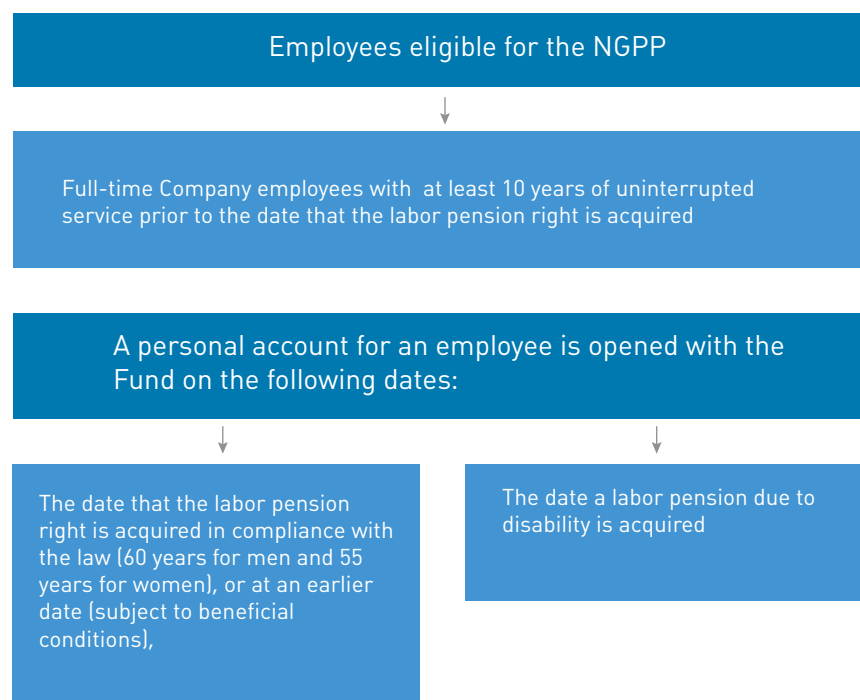 Employees eligible for the NGPP
Full-time Company employees with at least 10 years of uninterrupted
service prior to the date that the labor pension right is acquired
A personal account for an employee is opened with the
Fund on the following dates:
The date that the labor pension
right is acquired in compliance with
the law (60 years for men and 55
years for women), or at an earlier
date (subject to beneficial
conditions),
The date a labor pension due to
disability is acquired